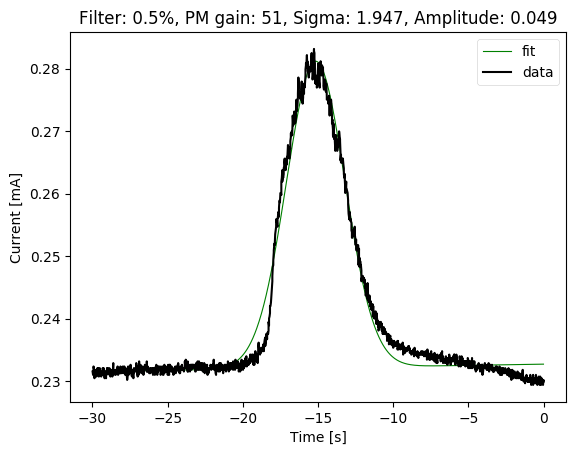 Filter: 0.5%, PM gain: 51, Sigma: 1.947, Amplitude: 0.049
fit
data
0.28
0.27
0.26
0.25
0.24
0.23
Current [mA]
−30
−25
−20
−15
−10
−5
0
Time [s]